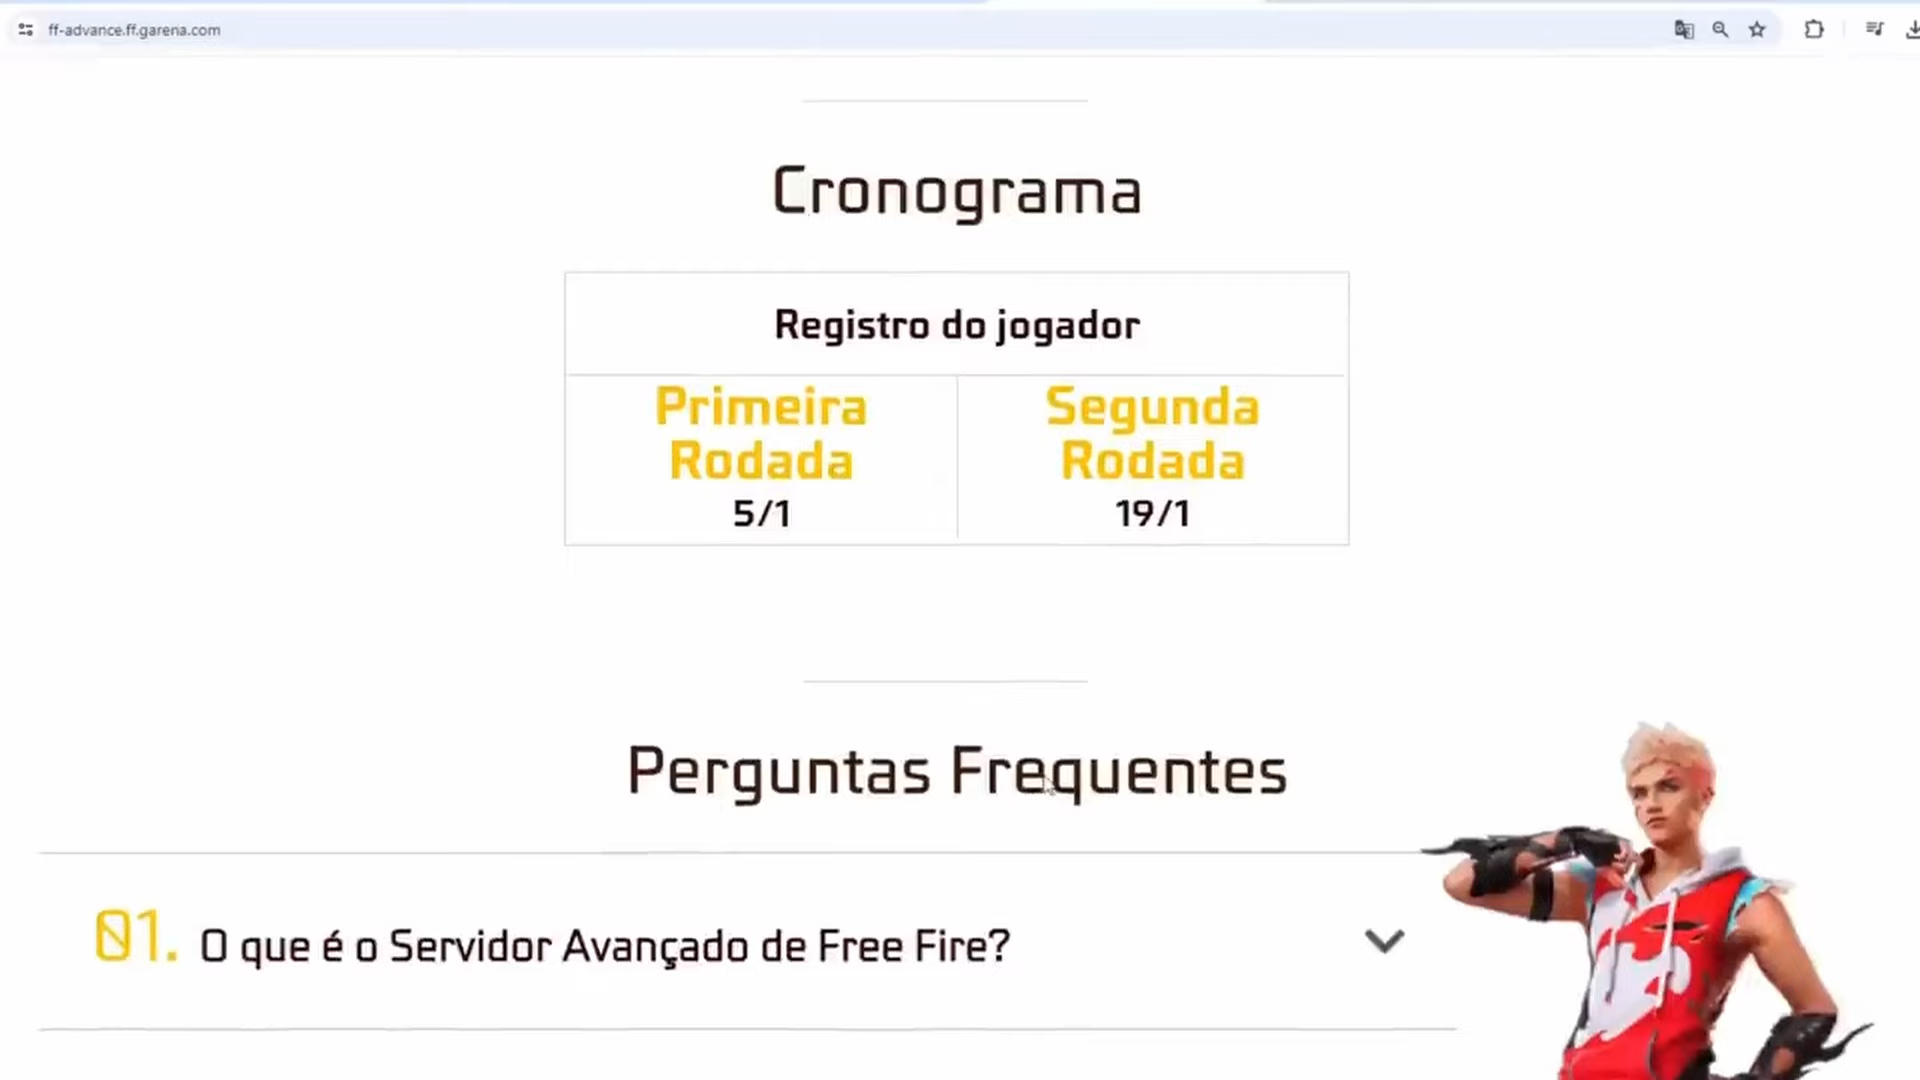 ff-advance.ff.garena.com
Cronograma
Registro do jogador
Primeira
Rodada
5/1
Segunda
Rodada
19/1
Perguntas Frequentes
01. O que é o Servidor Avançado de Free Fire?